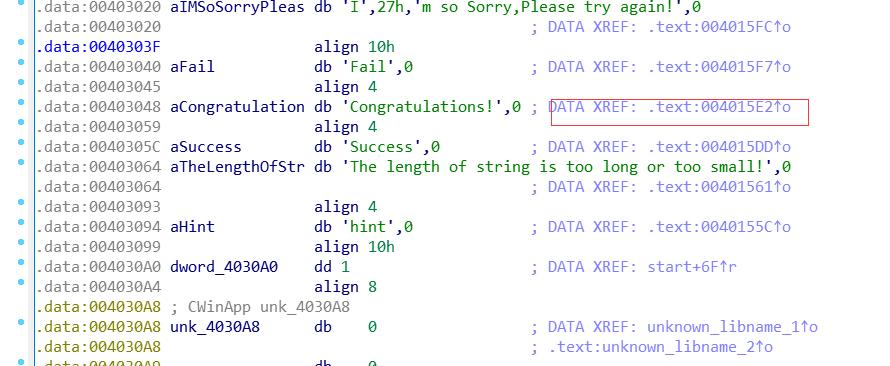 .data:00403020 aIMSoSorryPleas db 'I',27h,'m so Sorry,Please try again!',0
.data:00403020 ; DATA XREF: .text:004015FC↑o
.data:0040303F align 10h
.data:00403040 aFail db 'Fail',0 ; DATA XREF: .text:004015F7↑o
.data:00403045 align 4
.data:00403048 aCongratulation db 'Congratulations!',0 ; DATA XREF: .text:004015E2↑o
.data:00403059 align 4
.data:0040305C aSuccess db 'Success',0 ; DATA XREF: .text:004015DD↑o
.data:00403064 aTheLengthOfStr db 'The length of string is too long or too small!',0
.data:00403064 ; DATA XREF: .text:00401561↑o
.data:00403093 align 4
.data:00403094 aHint db 'hint',0 ; DATA XREF: .text:0040155C↑o
.data:00403099 align 10h
.data:004030A0 dword_4030A0 dd 1 ; DATA XREF: start+6F↑r
.data:004030A4 align 8
.data:004030A8 ; CWinApp unk_4030A8
.data:004030A8 unk_4030A8 db 0 ; DATA XREF: unknown_libname_1↑o
.data:004030A8 ; .text:unknown_libname_2↑o
.data:004030A9 db 0